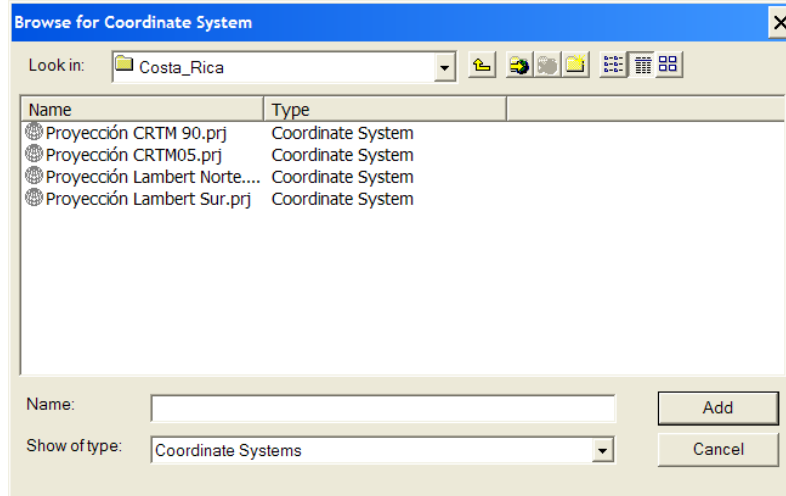 Browse for Coordinate System
Look in: Costa_Rica
Name Type
Proyección CRTM 90.prj Coordinate System
Proyección CRTM05.prj Coordinate System
Proyección Lambert Norte.... Coordinate System
Proyección Lambert Sur.prj Coordinate System
Name: Add
Show of type: Coordinate Systems Cancel